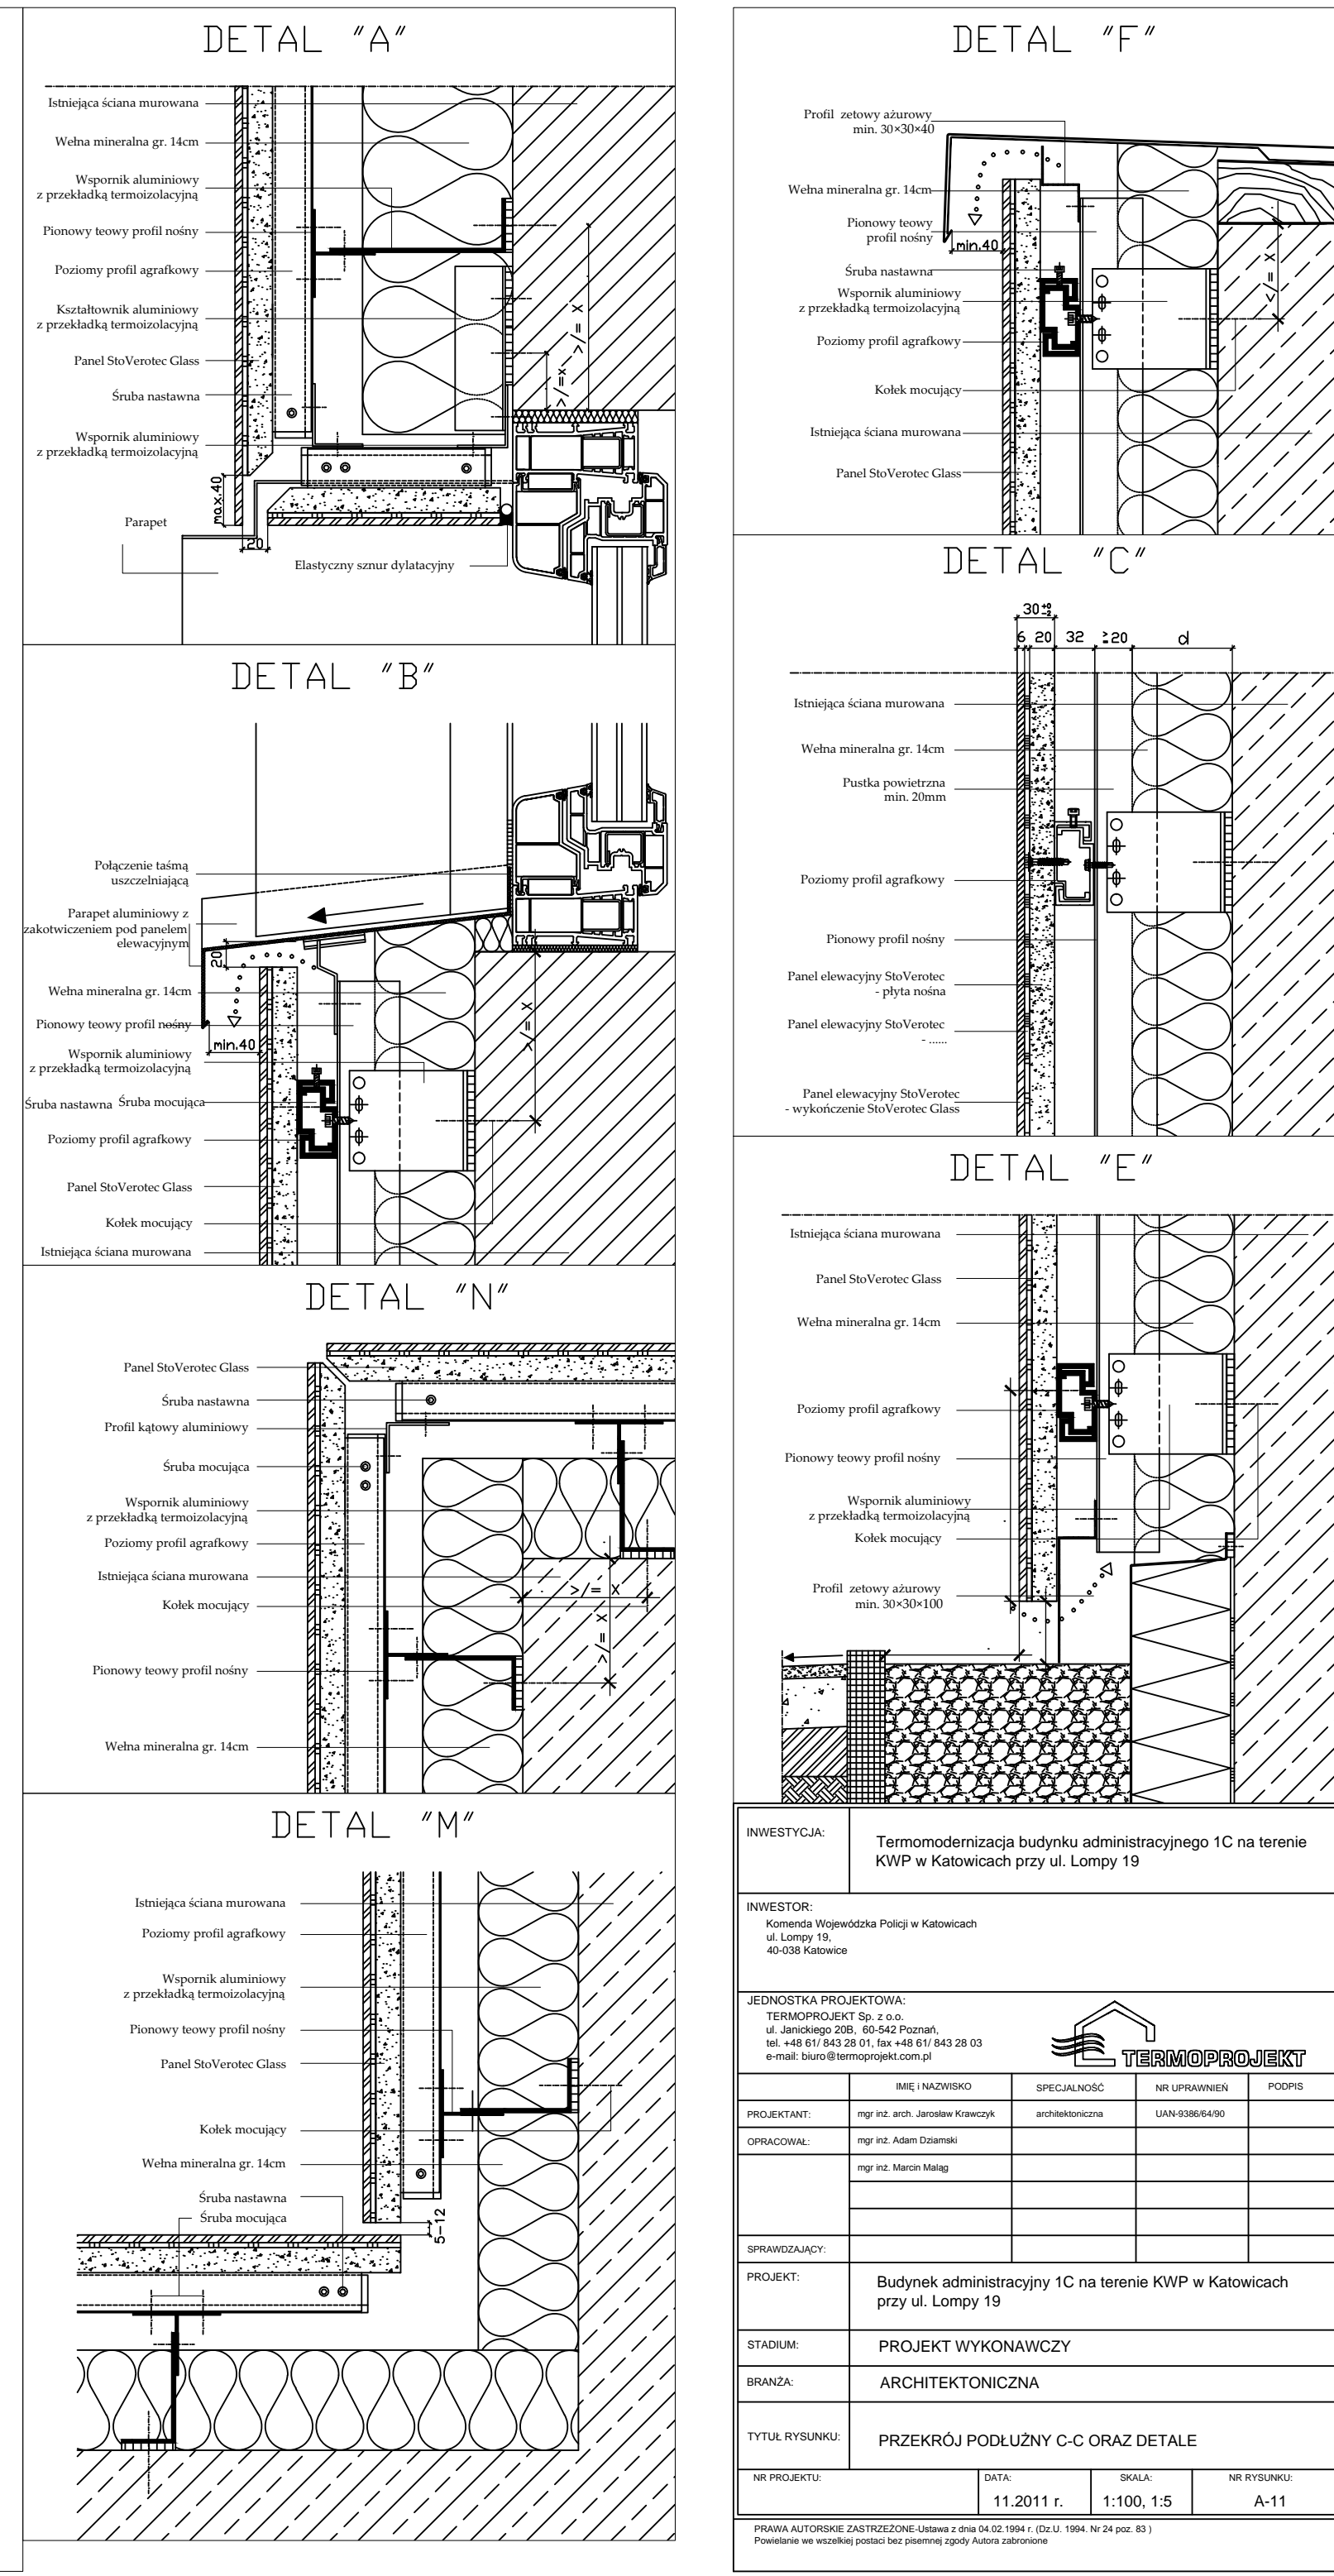 DETAL "A"
Istniejąca ściana murowana
Wełna mineralna gr. 14cm
Wspornik aluminiowy
z przekładką termoizolacyjną
Pionowy teowy profil nośny
Poziomy profil agrafkowy
Kształtownik aluminiowy
z przekładką termoizolacyjną
Panel StoVerotec Glass
Śruba nastawna
Wspornik aluminiowy
z przekładką termoizolacyjną
Parapet
Elastyczny sznur dylatacyjny
max.40
20
>/=x
>/= X
DETAL "B"
Połączenie taśmą
uszczelniającą
Parapet aluminiowy z
zakotwiczeniem pod panelem
elewacyjnym
Wełna mineralna gr. 14cm
Pionowy teowy profil nośny
Wspornik aluminiowy
z przekładką termoizolacyjną
Śruba nastawna Śruba mocująca
Poziomy profil agrafkowy
Panel StoVerotec Glass
Kołek mocujący
Istniejąca ściana murowana
20
min.40
>/= X
DETAL "N"
Panel StoVerotec Glass
Śruba nastawna
Profil kątowy aluminiowy
Śruba mocująca
Wspornik aluminiowy
z przekładką termoizolacyjną
Poziomy profil agrafkowy
Istniejąca ściana murowana
Kołek mocujący
Pionowy teowy profil nośny
Wełna mineralna gr. 14cm
>/= X
>/= X
DETAL "M"
Istniejąca ściana murowana
Poziomy profil agrafkowy
Wspornik aluminiowy
z przekładką termoizolacyjną
Pionowy teowy profil nośny
Panel StoVerotec Glass
Kołek mocujący
Wełna mineralna gr. 14cm
Śruba nastawna
Śruba mocująca
5-12
DETAL "F"
Profil zetowy ażurowy
min. 30×30×40
Wełna mineralna gr. 14cm
Pionowy teowy
profil nośny
Śruba nastawna
Wspornik aluminiowy
z przekładką termoizolacyjną
Poziomy profil agrafkowy
Kołek mocujący
Istniejąca ściana murowana
Panel StoVerotec Glass
min.40
</= X
DETAL "C"
30 +0 -2
6 20 32 ≥20 d
Istniejąca ściana murowana
Wełna mineralna gr. 14cm
Pustka powietrzna
min. 20mm
Poziomy profil agrafkowy
Pionowy profil nośny
Panel elewacyjny StoVerotec
- płyta nośna
Panel elewacyjny StoVerotec
- ......
Panel elewacyjny StoVerotec
- wykończenie StoVerotec Glass
DETAL "E"
Istniejąca ściana murowana
Panel StoVerotec Glass
Wełna mineralna gr. 14cm
Poziomy profil agrafkowy
Pionowy teowy profil nośny
Wspornik aluminiowy
z przekładką termoizolacyjną
Kołek mocujący
Profil zetowy ażurowy
min. 30×30×100
INWESTYCJA:
Termomodernizacja budynku administracyjnego 1C na terenie
KWP w Katowicach przy ul. Lompy 19
INWESTOR:
Komenda Wojewódzka Policji w Katowicach
ul. Lompy 19,
40-038 Katowice
JEDNOSTKA PROJEKTOWA:
TERMOPROJEKT Sp. z o.o.
ul. Janickiego 20B, 60-542 Poznań,
tel. +48 61/ 843 28 01, fax +48 61/ 843 28 03
e-mail: biuro@termoprojekt.com.pl
TERMOPROJEKT
IMIĘ i NAZWISKO SPECJALNOŚĆ NR UPRAWNIEŃ PODPIS
PROJEKTANT: mgr inż. arch. Jarosław Krawczyk architektoniczna UAN-9386/64/90
OPRACOWAŁ: mgr inż. Adam Dziamski
mgr inż. Marcin Maląg
SPRAWDZAJĄCY:
PROJEKT:
Budynek administracyjny 1C na terenie KWP w Katowicach
przy ul. Lompy 19
STADIUM: PROJEKT WYKONAWCZY
BRANŻA: ARCHITEKTONICZNA
TYTUŁ RYSUNKU: PRZEKRÓJ PODŁUŻNY C-C ORAZ DETALE
NR PROJEKTU: DATA: SKALA: NR RYSUNKU:
11.2011 r. 1:100, 1:5 A-11
PRAWA AUTORSKIE ZASTRZEŻONE-Ustawa z dnia 04.02.1994 r. (Dz.U. 1994. Nr 24 poz. 83 )
Powielanie we wszelkiej postaci bez pisemnej zgody Autora zabronione